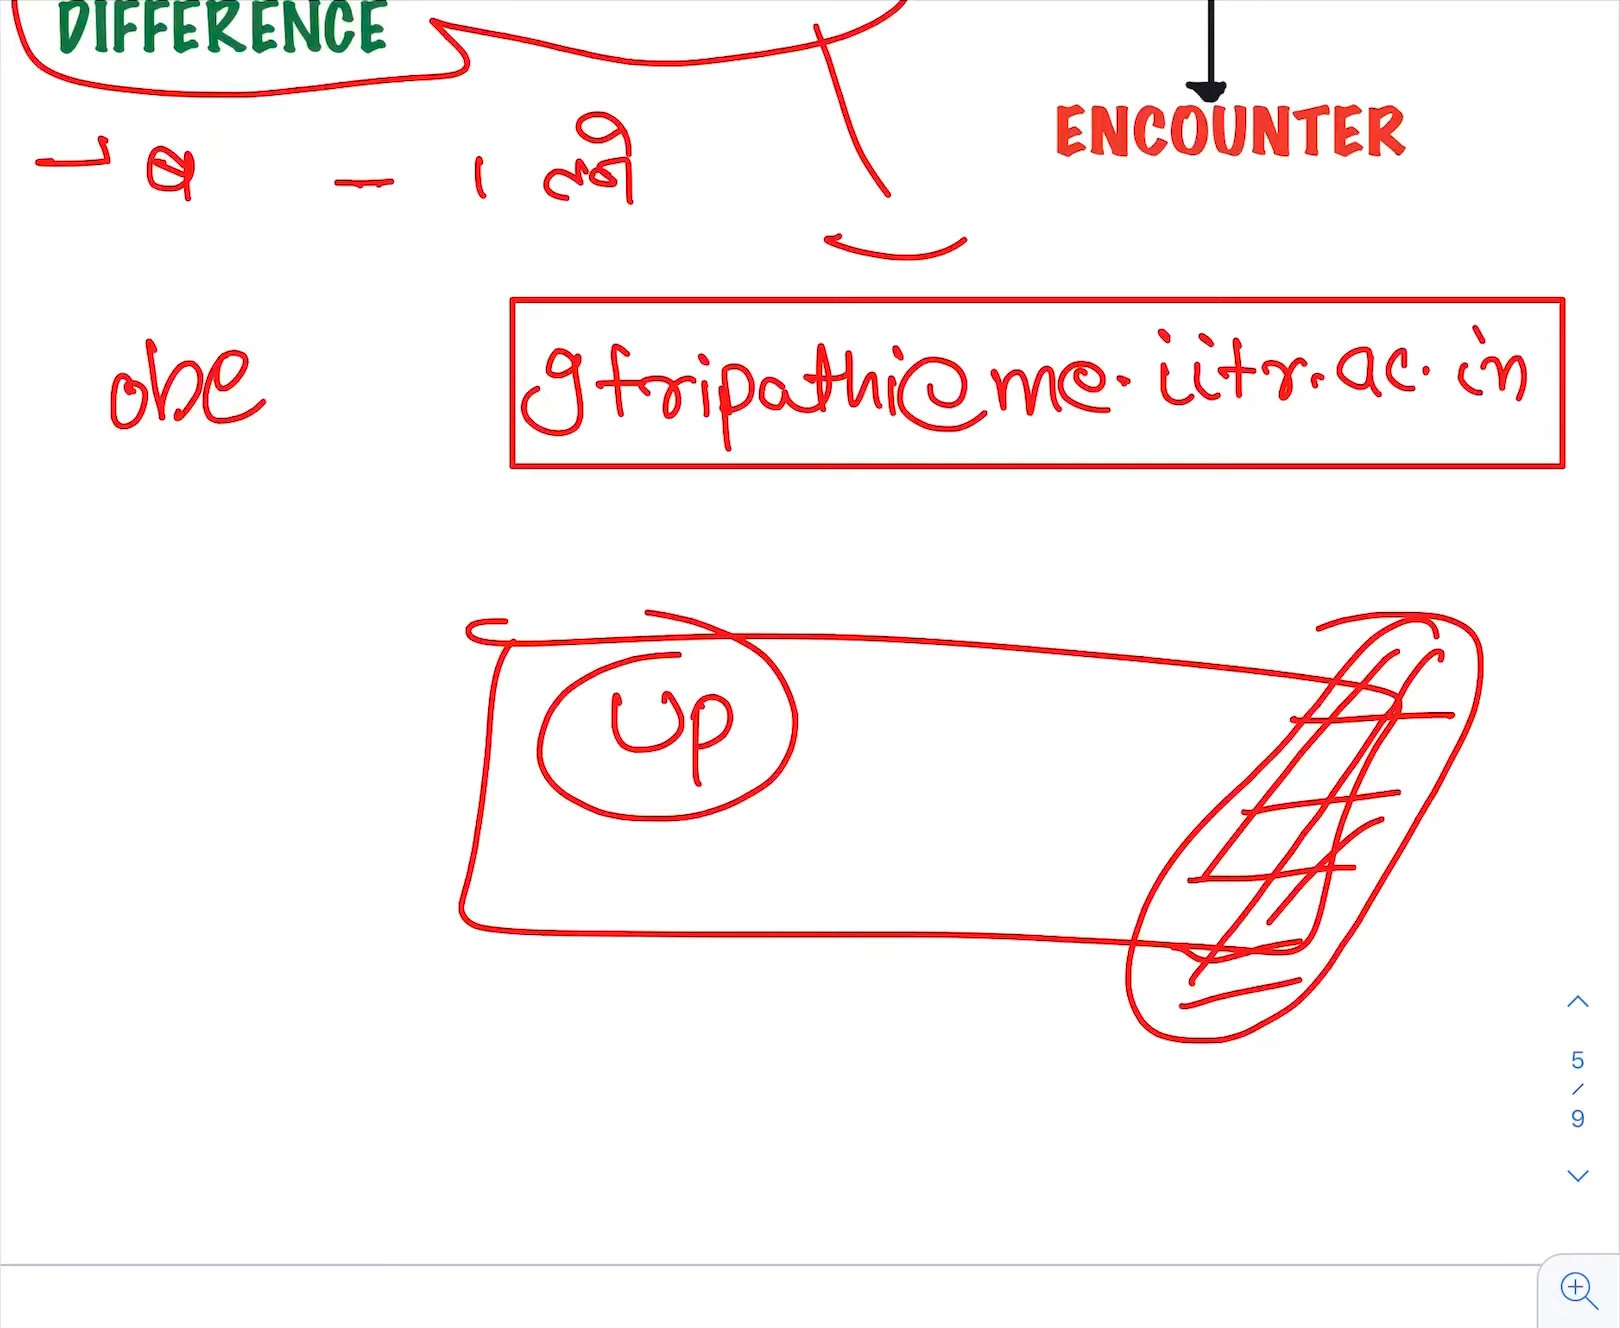 DIFFERENCE
ENCOUNTER
obe
gtripathi@me.iitr.ac.in
Up
5
/
9